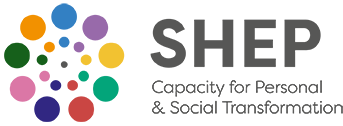 SHEP
Capacity for Personal
& Social Transformation